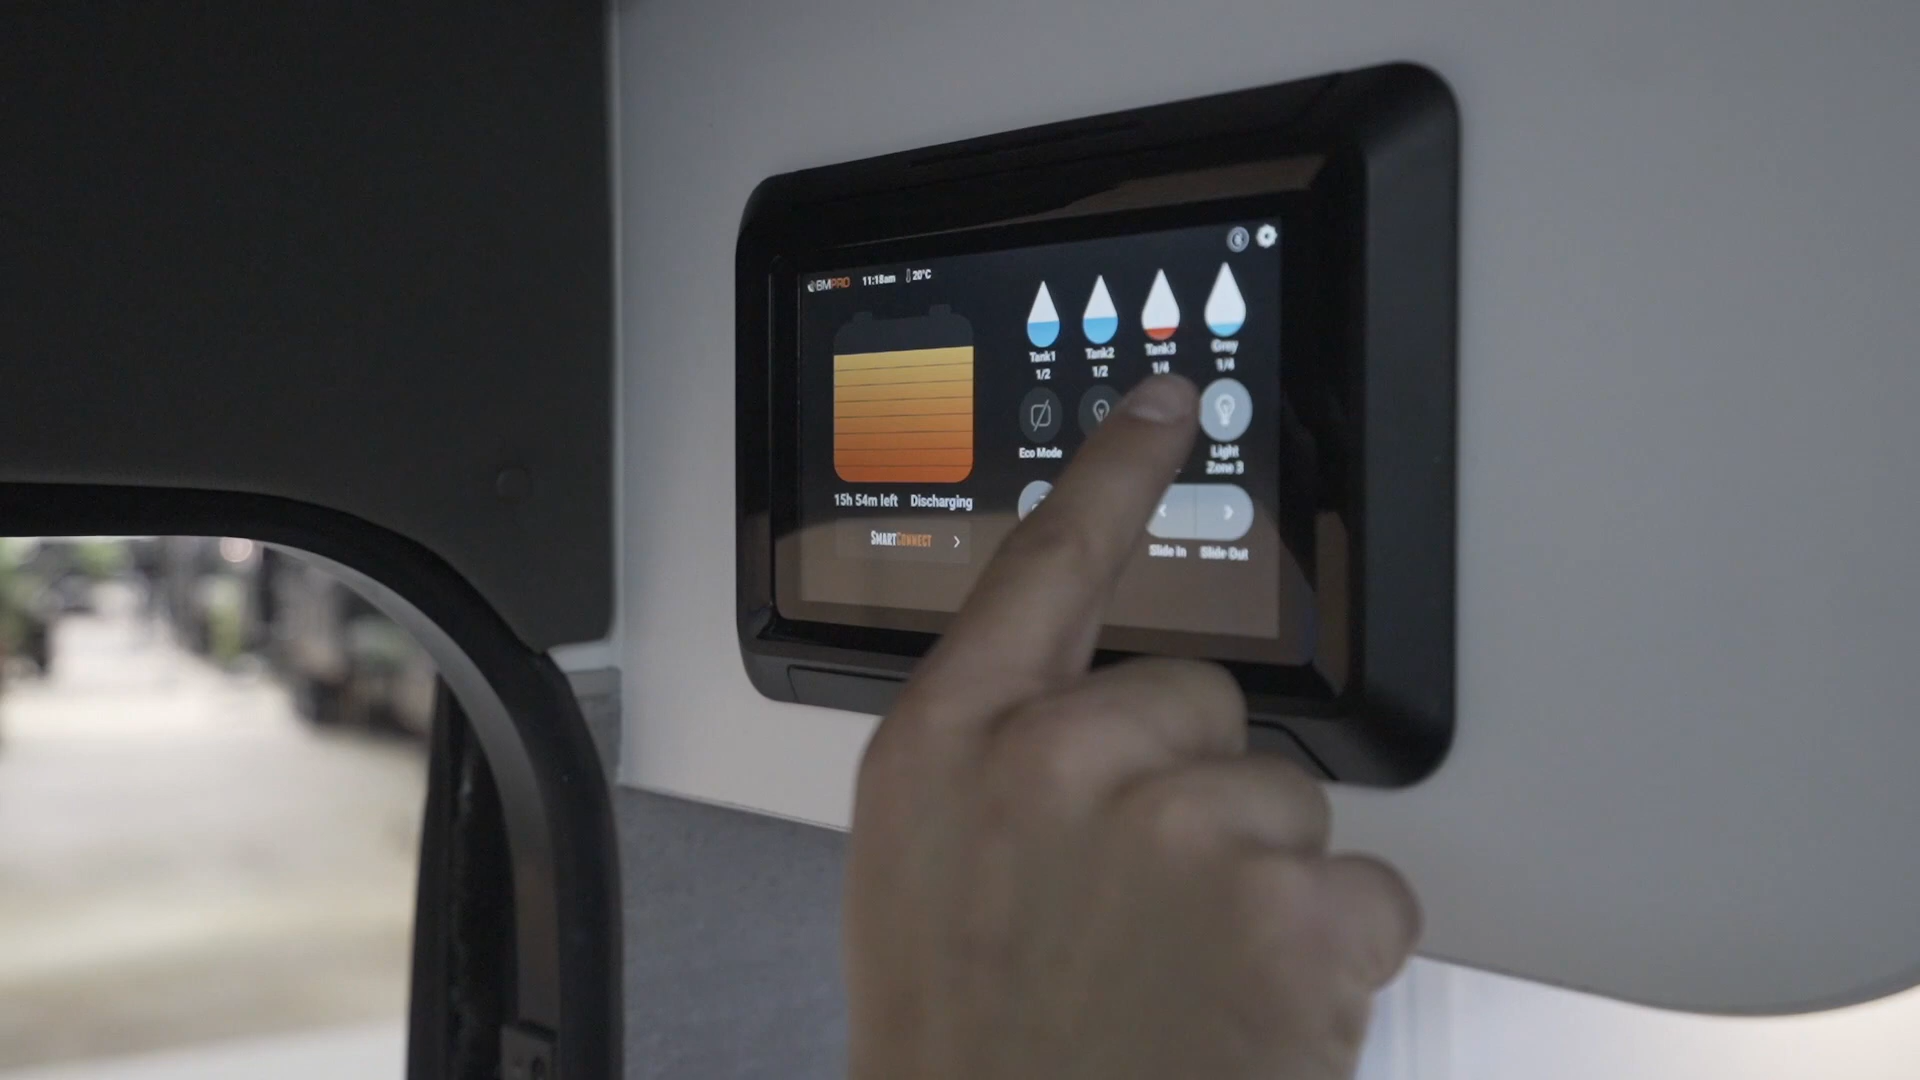 BMPRO 11:18am 20°C
Tank1 Tank2 Tank3 Grey
1/2 1/2 1/4 1/4
Eco Mode
Light
Zone 3
15h 54m left Discharging
SMARTCONNECT
Slide In Slide Out